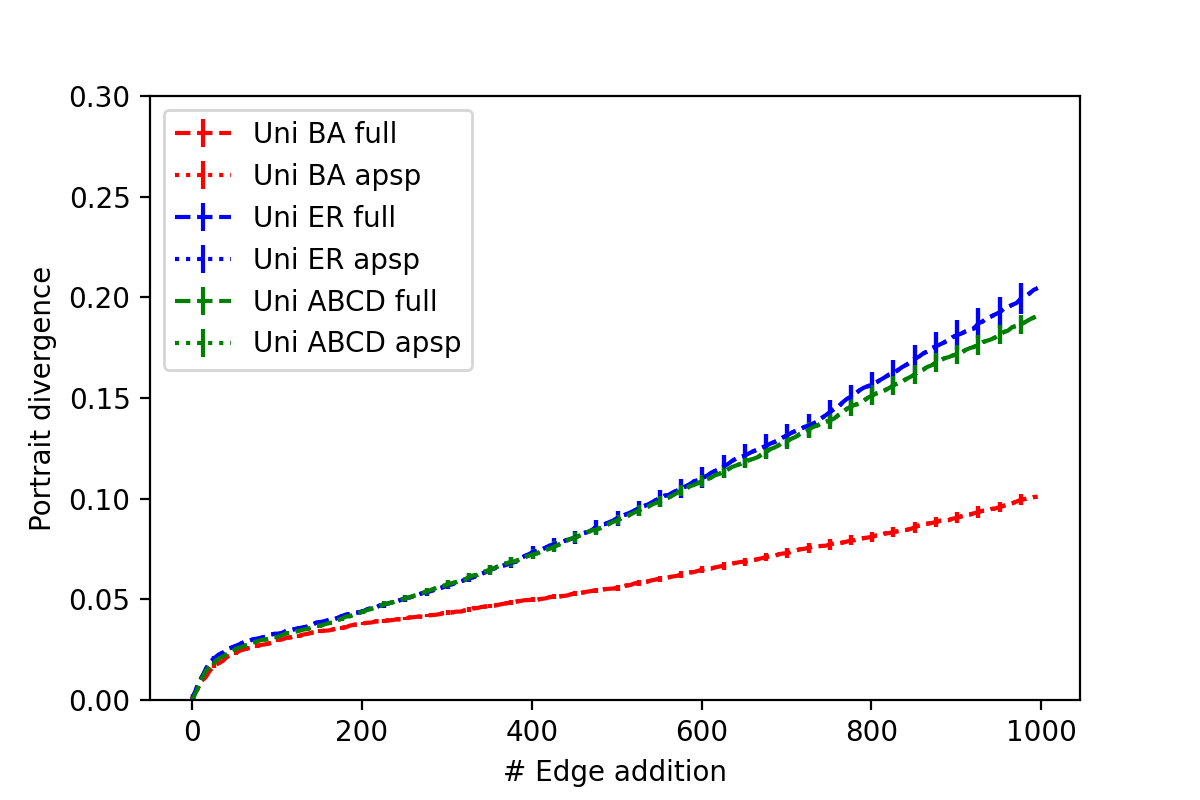 0.30
0.25
0.20
0.15
0.10
0.05
0.00
Portrait divergence
Uni BA full
Uni BA apsp
Uni ER full
Uni ER apsp
Uni ABCD full
Uni ABCD apsp
0 200 400 600 800 1000
# Edge addition